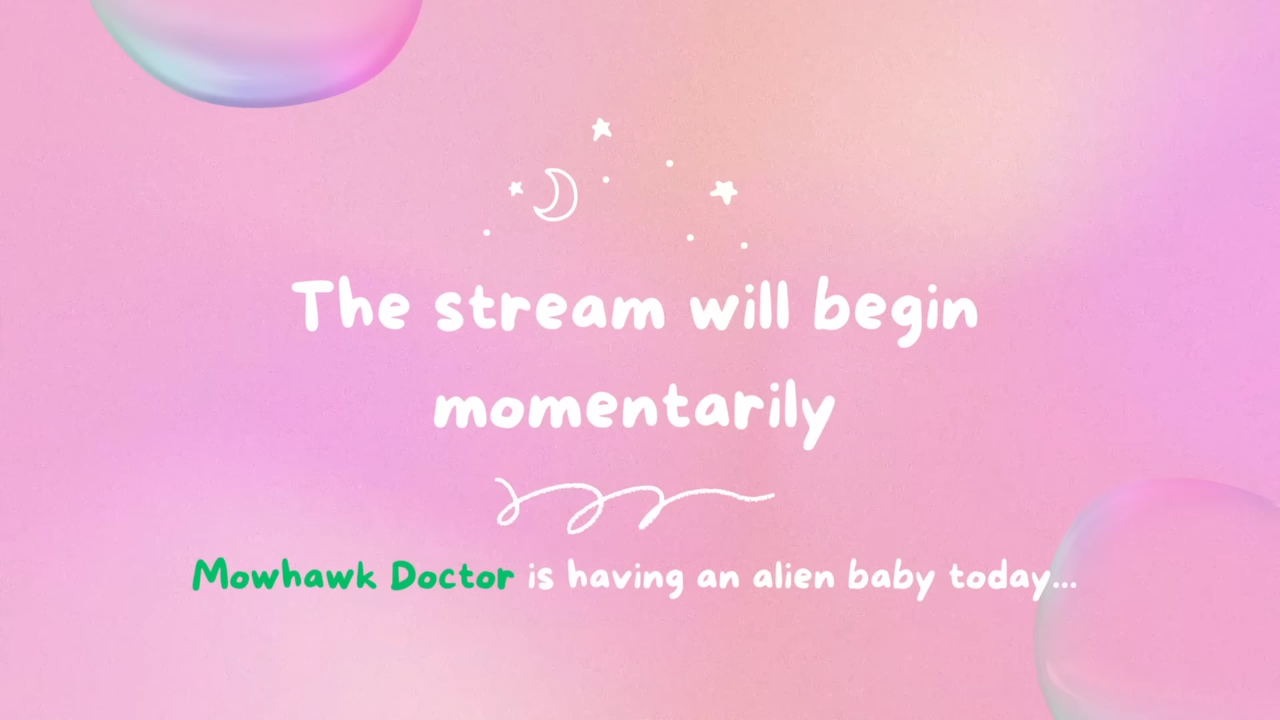 The stream will begin
momentarily
Mowhawk Doctor is having an alien baby today...